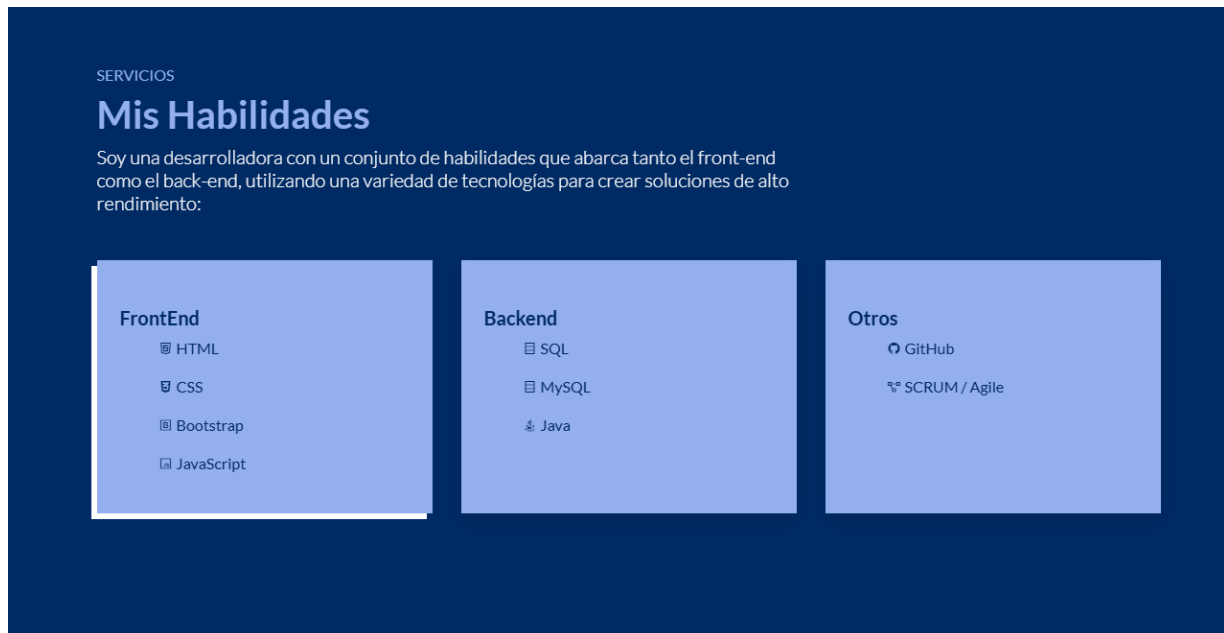 SERVICIOS
Mis Habilidades
Soy una desarrolladora con un conjunto de habilidades que abarca tanto el front-end
como el back-end, utilizando una variedad de tecnologías para crear soluciones de alto
rendimiento:
FrontEnd
HTML
CSS
Bootstrap
JavaScript
Backend
SQL
MySQL
Java
Otros
GitHub
SCRUM / Agile